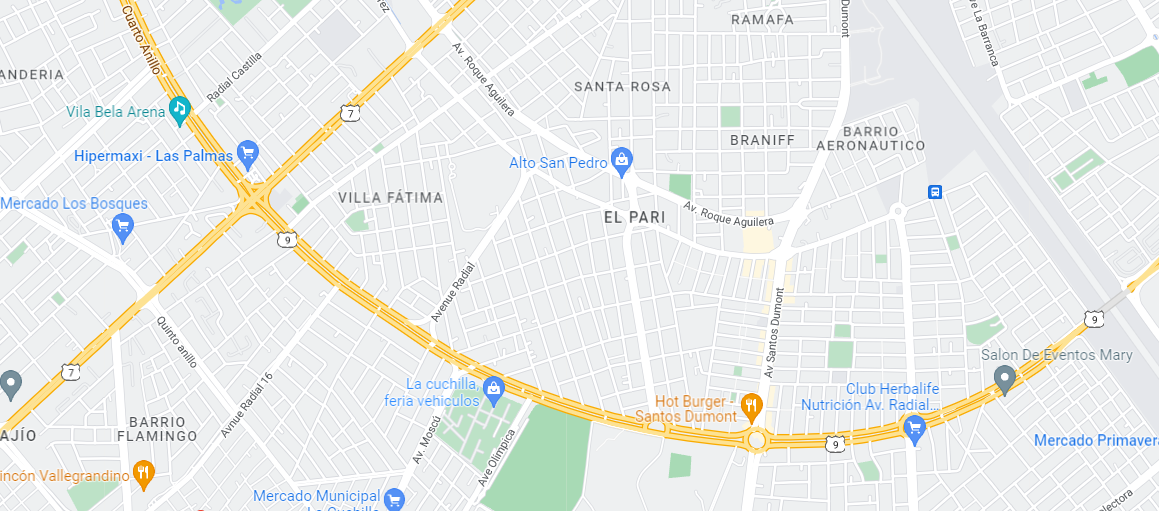 Cuarto Anillo
RAMAFA
Dumont
ANDERIA
Radial Castilla
Av. Roque Aguilera
SANTA ROSA
Vila Bela Arena
7
BRANIFF
BARRIO
AERONAUTICO
Hipermaxi - Las Palmas
Alto San Pedro
VILLA FÁTIMA
Mercado Los Bosques
EL PARI
Av. Roque Aguilera
9
Avenue Radial
Av Santos Dumont
9
Quinto anillo
7
Salon De Eventos Mary
La cuchilla
feria vehiculos
Club Herbalife
Nutrición Av. Radial...
Hot Burger -
Santos Dumont
Avnue Radial 16
BARRIO
FLAMINGO
AJÍO
Av. Moscú
Ave Olimpica
9
Mercado Primavera
incón Vallegrandino
Mercado Municipal
La Cuchilla
electora